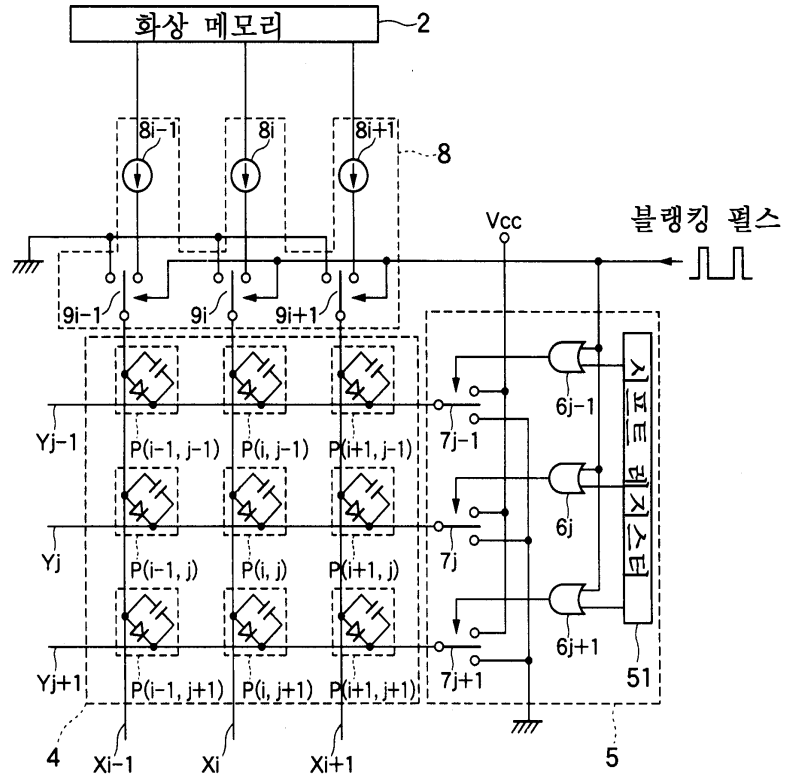 화상 메모리
2
8i-1
8i
8i+1
8
Vcc
블랭킹 펄스
9i-1
9i
9i+1
6j-1
7j-1
Yj-1
P(i-1, j-1)
P(i, j-1)
P(i+1, j-1)
시프트 레지스터
6j
7j
Yj
P(i-1, j)
P(i, j)
P(i+1, j)
6j+1
7j+1
Yj+1
P(i-1, j+1)
P(i, j+1)
P(i+1, j+1)
51
4
Xi-1
Xi
Xi+1
5